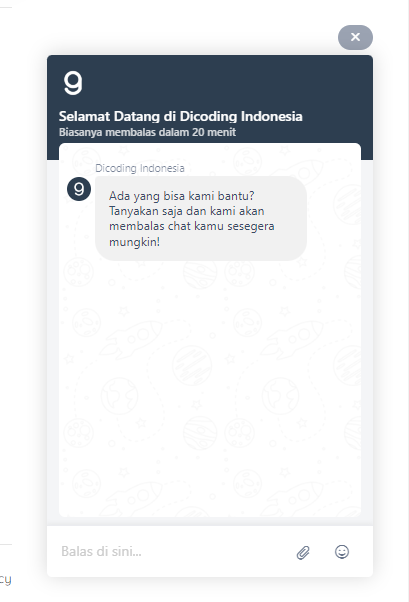 Selamat Datang di Dicoding Indonesia
Biasanya membalas dalam 20 menit
Dicoding Indonesia
Ada yang bisa kami bantu?
Tanyakan saja dan kami akan
membalas chat kamu sesegera
mungkin!
Balas di sini...
cy